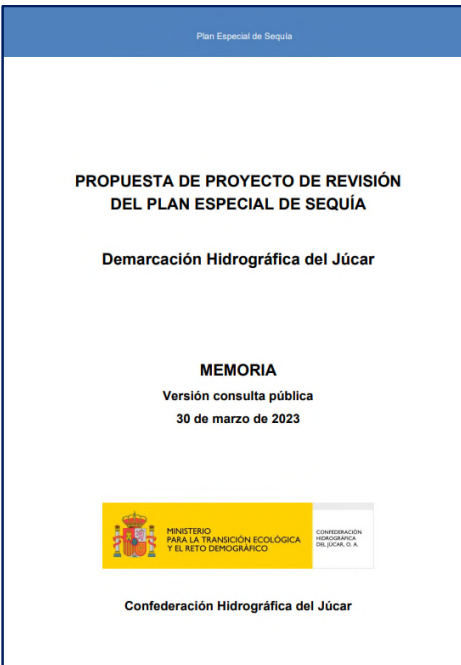 Plan Especial de Sequía
PROPUESTA DE PROYECTO DE REVISIÓN
DEL PLAN ESPECIAL DE SEQUÍA
Demarcación Hidrográfica del Júcar
MEMORIA
Versión consulta pública
30 de marzo de 2023
MINISTERIO
PARA LA TRANSICIÓN ECOLÓGICA
Y EL RETO DEMOGRÁFICO
CONFEDERACIÓN
HIDROGRÁFICA
DEL JÚCAR, O. A.
Confederación Hidrográfica del Júcar